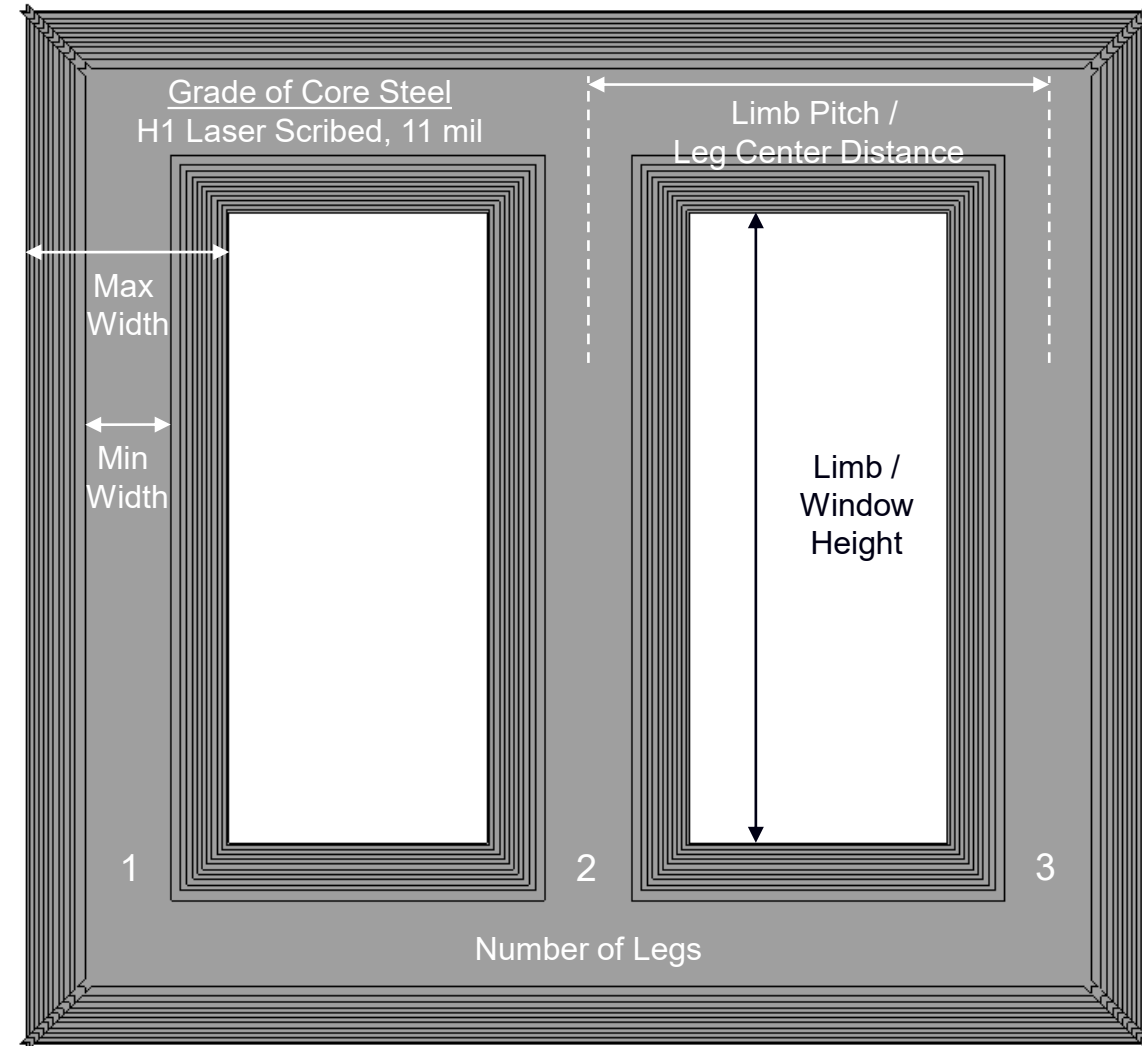 Grade of Core Steel
H1 Laser Scribed, 11 mil
Limb Pitch /
Leg Center Distance
Max
Width
Min
Width
Limb /
Window
Height
1
2
3
Number of Legs